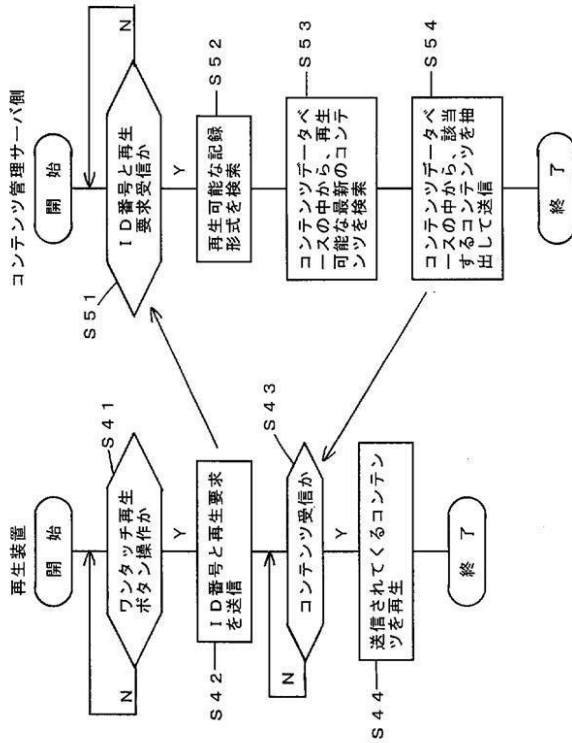 再生装置
開始
ワンタッチ再生
ボタン操作か
S41
N
Y
ID番号と再生要求
を送信
S42
コンテンツ受信か
S43
N
Y
送信されてくるコンテン
ツを再生
S44
終了
コンテンツ管理サーバ側
開始
ID番号と再生
要求受信か
S51
N
Y
再生可能な記録
形式を検索
S52
コンテンツデータベ
ースの中から、再生
可能な最新のコンテ
ンツを検索
S53
コンテンツデータベ
ースの中から、該当
するコンテンツを抽
出して送信
S54
終了